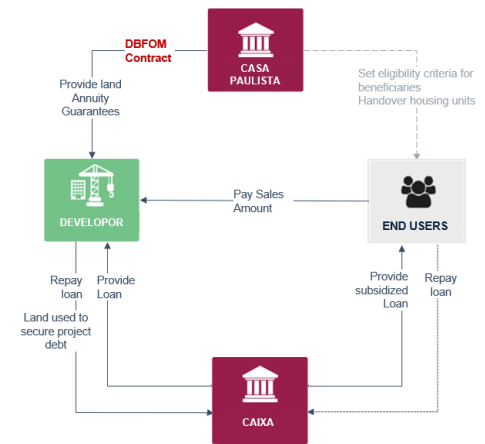 DBFOM
Contract
CASA
PAULISTA
Provide land
Annuity
Guarantees
Set eligibility criteria for
beneficiaries
Handover housing units
DEVELOPOR
Pay Sales
Amount
END USERS
Repay
loan
Provide
Loan
Land used to
secure project
debt
Provide
subsidized
Loan
Repay
loan
CAIXA